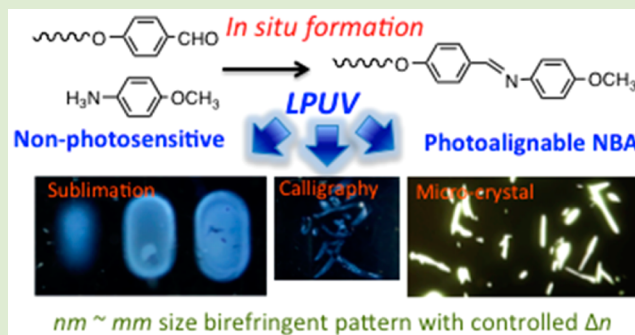 In situ formation
O
CHO
H₃N
OCH₃
O
N
OCH₃
LPUV
Non-photosensitive
Photoalignable NBA
Sublimation
Calligraphy
Micro-crystal
愛
nm ~ mm size birefringent pattern with controlled Δn